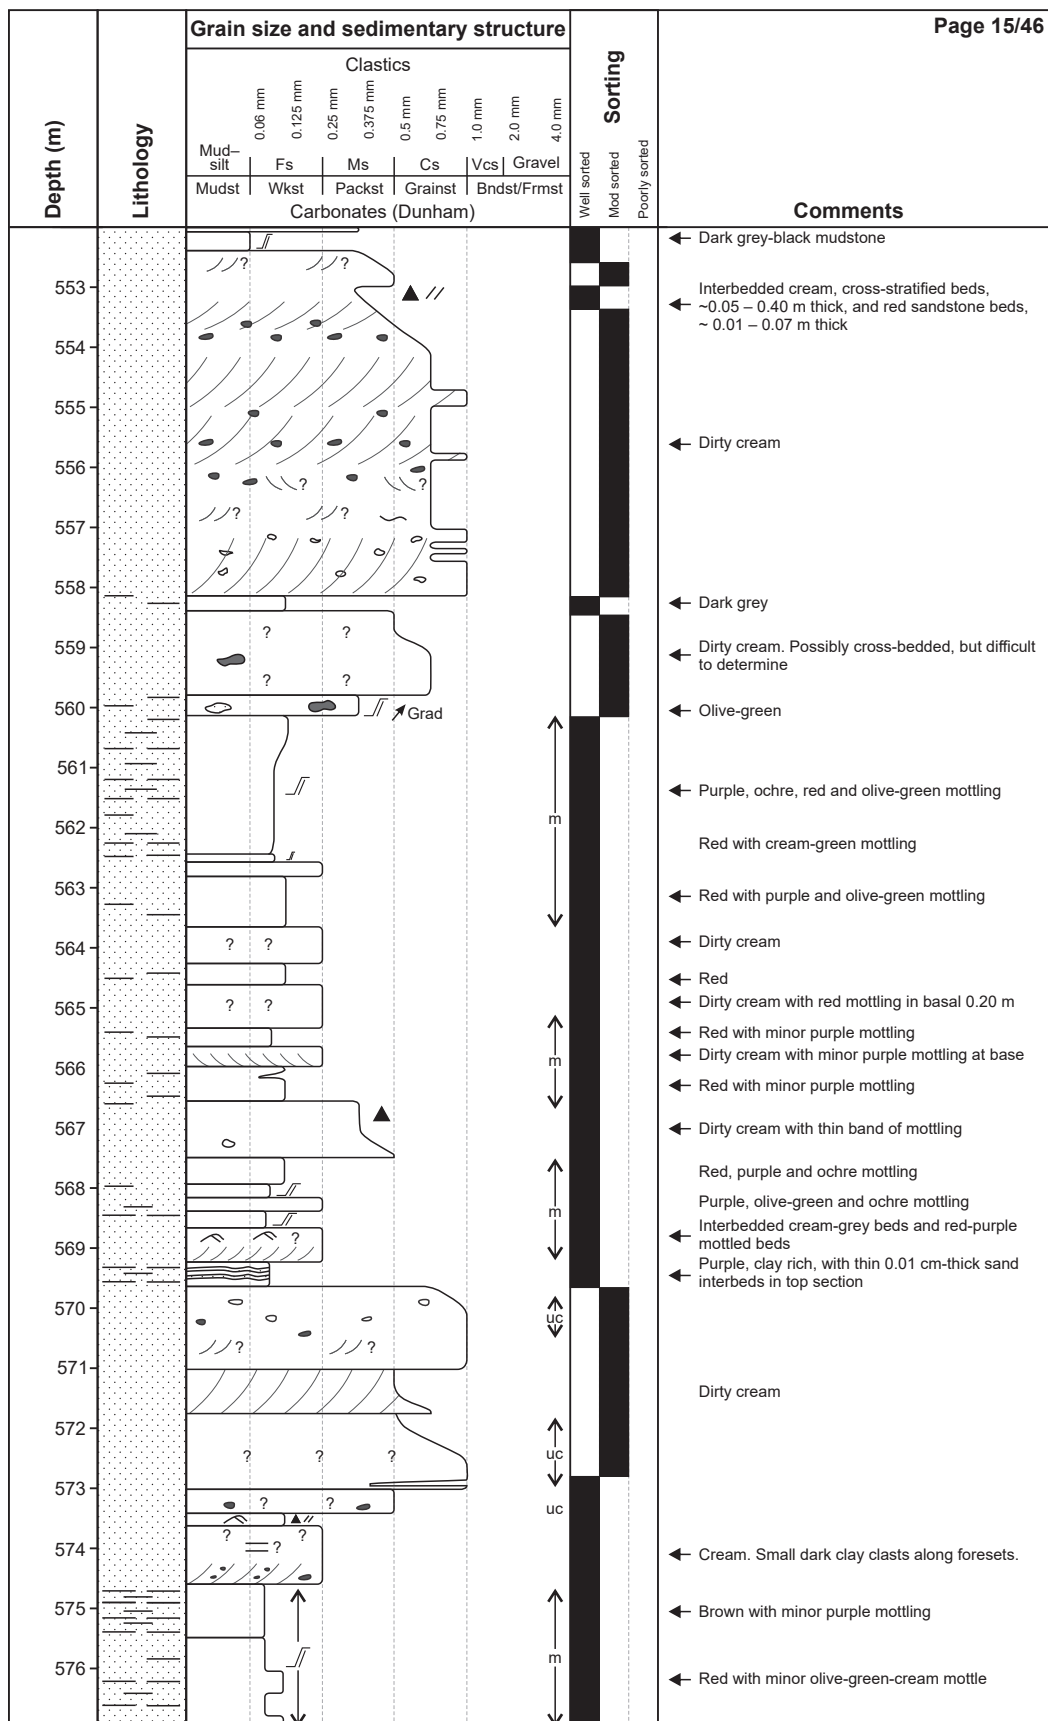 Grain size and sedimentary structure
Page 15/46
Depth (m)
Lithology
Clastics
0.06 mm
0.125 mm
0.25 mm
0.375 mm
0.5 mm
0.75 mm
1.0 mm
2.0 mm
4.0 mm
Mud–
silt
Fs
Ms
Cs
Vcs
Gravel
Mudst
Wkst
Packst
Grainst
Bndst/Frmst
Carbonates (Dunham)
Sorting
Well sorted
Mod sorted
Poorly sorted
Comments
Dark grey-black mudstone
? ?
553
Interbedded cream, cross-stratified beds,
~0.05 – 0.40 m thick, and red sandstone beds,
~ 0.01 – 0.07 m thick
554
555
Dirty cream
556
? ?
? ?
557
558
Dark grey
? ?
559
Dirty cream. Possibly cross-bedded, but difficult
to determine
? ?
560
Grad
Olive-green
561
Purple, ochre, red and olive-green mottling
m
562
Red with cream-green mottling
563
Red with purple and olive-green mottling
564
? ?
Dirty cream
Red
565
? ?
Dirty cream with red mottling in basal 0.20 m
Red with minor purple mottling
m
Dirty cream with minor purple mottling at base
566
Red with minor purple mottling
567
Dirty cream with thin band of mottling
Red, purple and ochre mottling
568
Purple, olive-green and ochre mottling
m
Interbedded cream-grey beds and red-purple
mottled beds
?
569
Purple, clay rich, with thin 0.01 cm-thick sand
interbeds in top section
570
uc
? ?
571
Dirty cream
572
? ? ?
uc
573
? ?
uc
? ?
574
?
Cream. Small dark clay clasts along foresets.
575
Brown with minor purple mottling
m
576
Red with minor olive-green-cream mottle